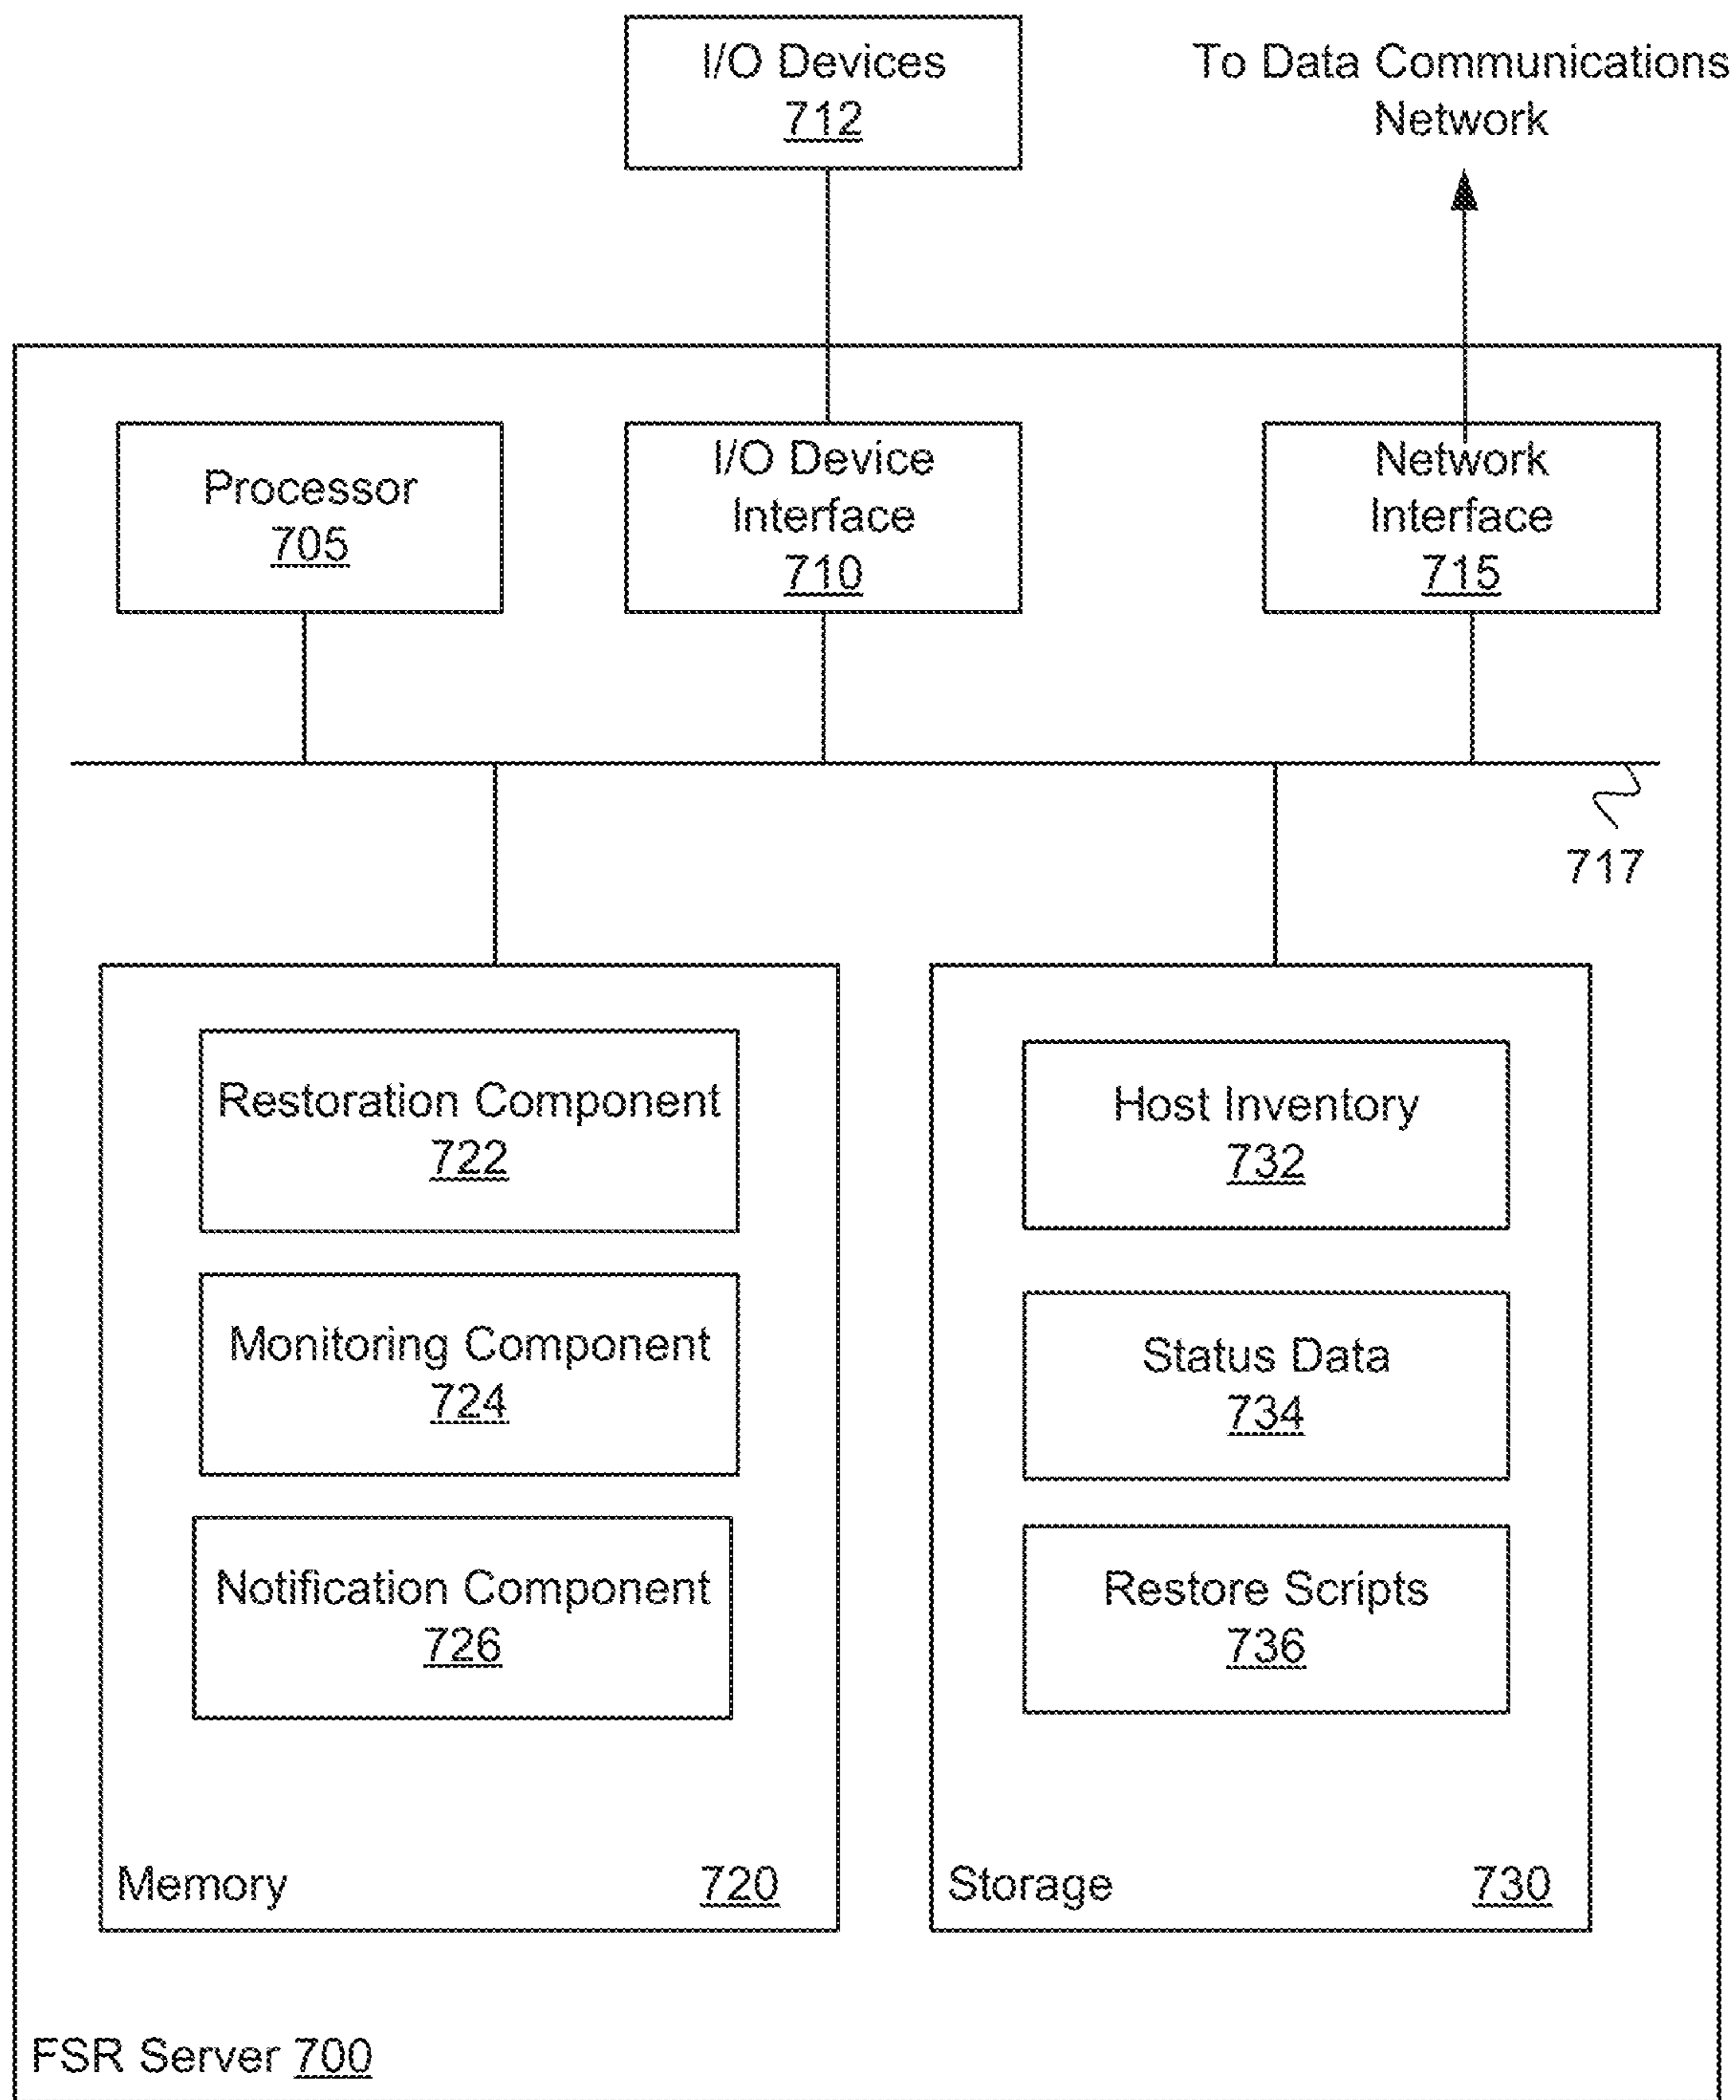 I/O Devices
712
To Data Communications
Network
Processor
705
I/O Device
Interface
710
Network
Interface
715
717
Restoration Component
722
Monitoring Component
724
Notification Component
726
Memory
720
Host Inventory
732
Status Data
734
Restore Scripts
736
Storage
730
FSR Server 700